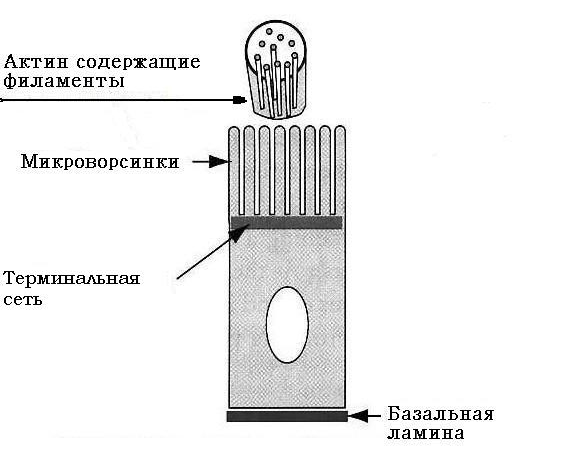 Актин содержащие
филаменты
Микроворсинки
Терминальная
сеть
Базальная
ламина